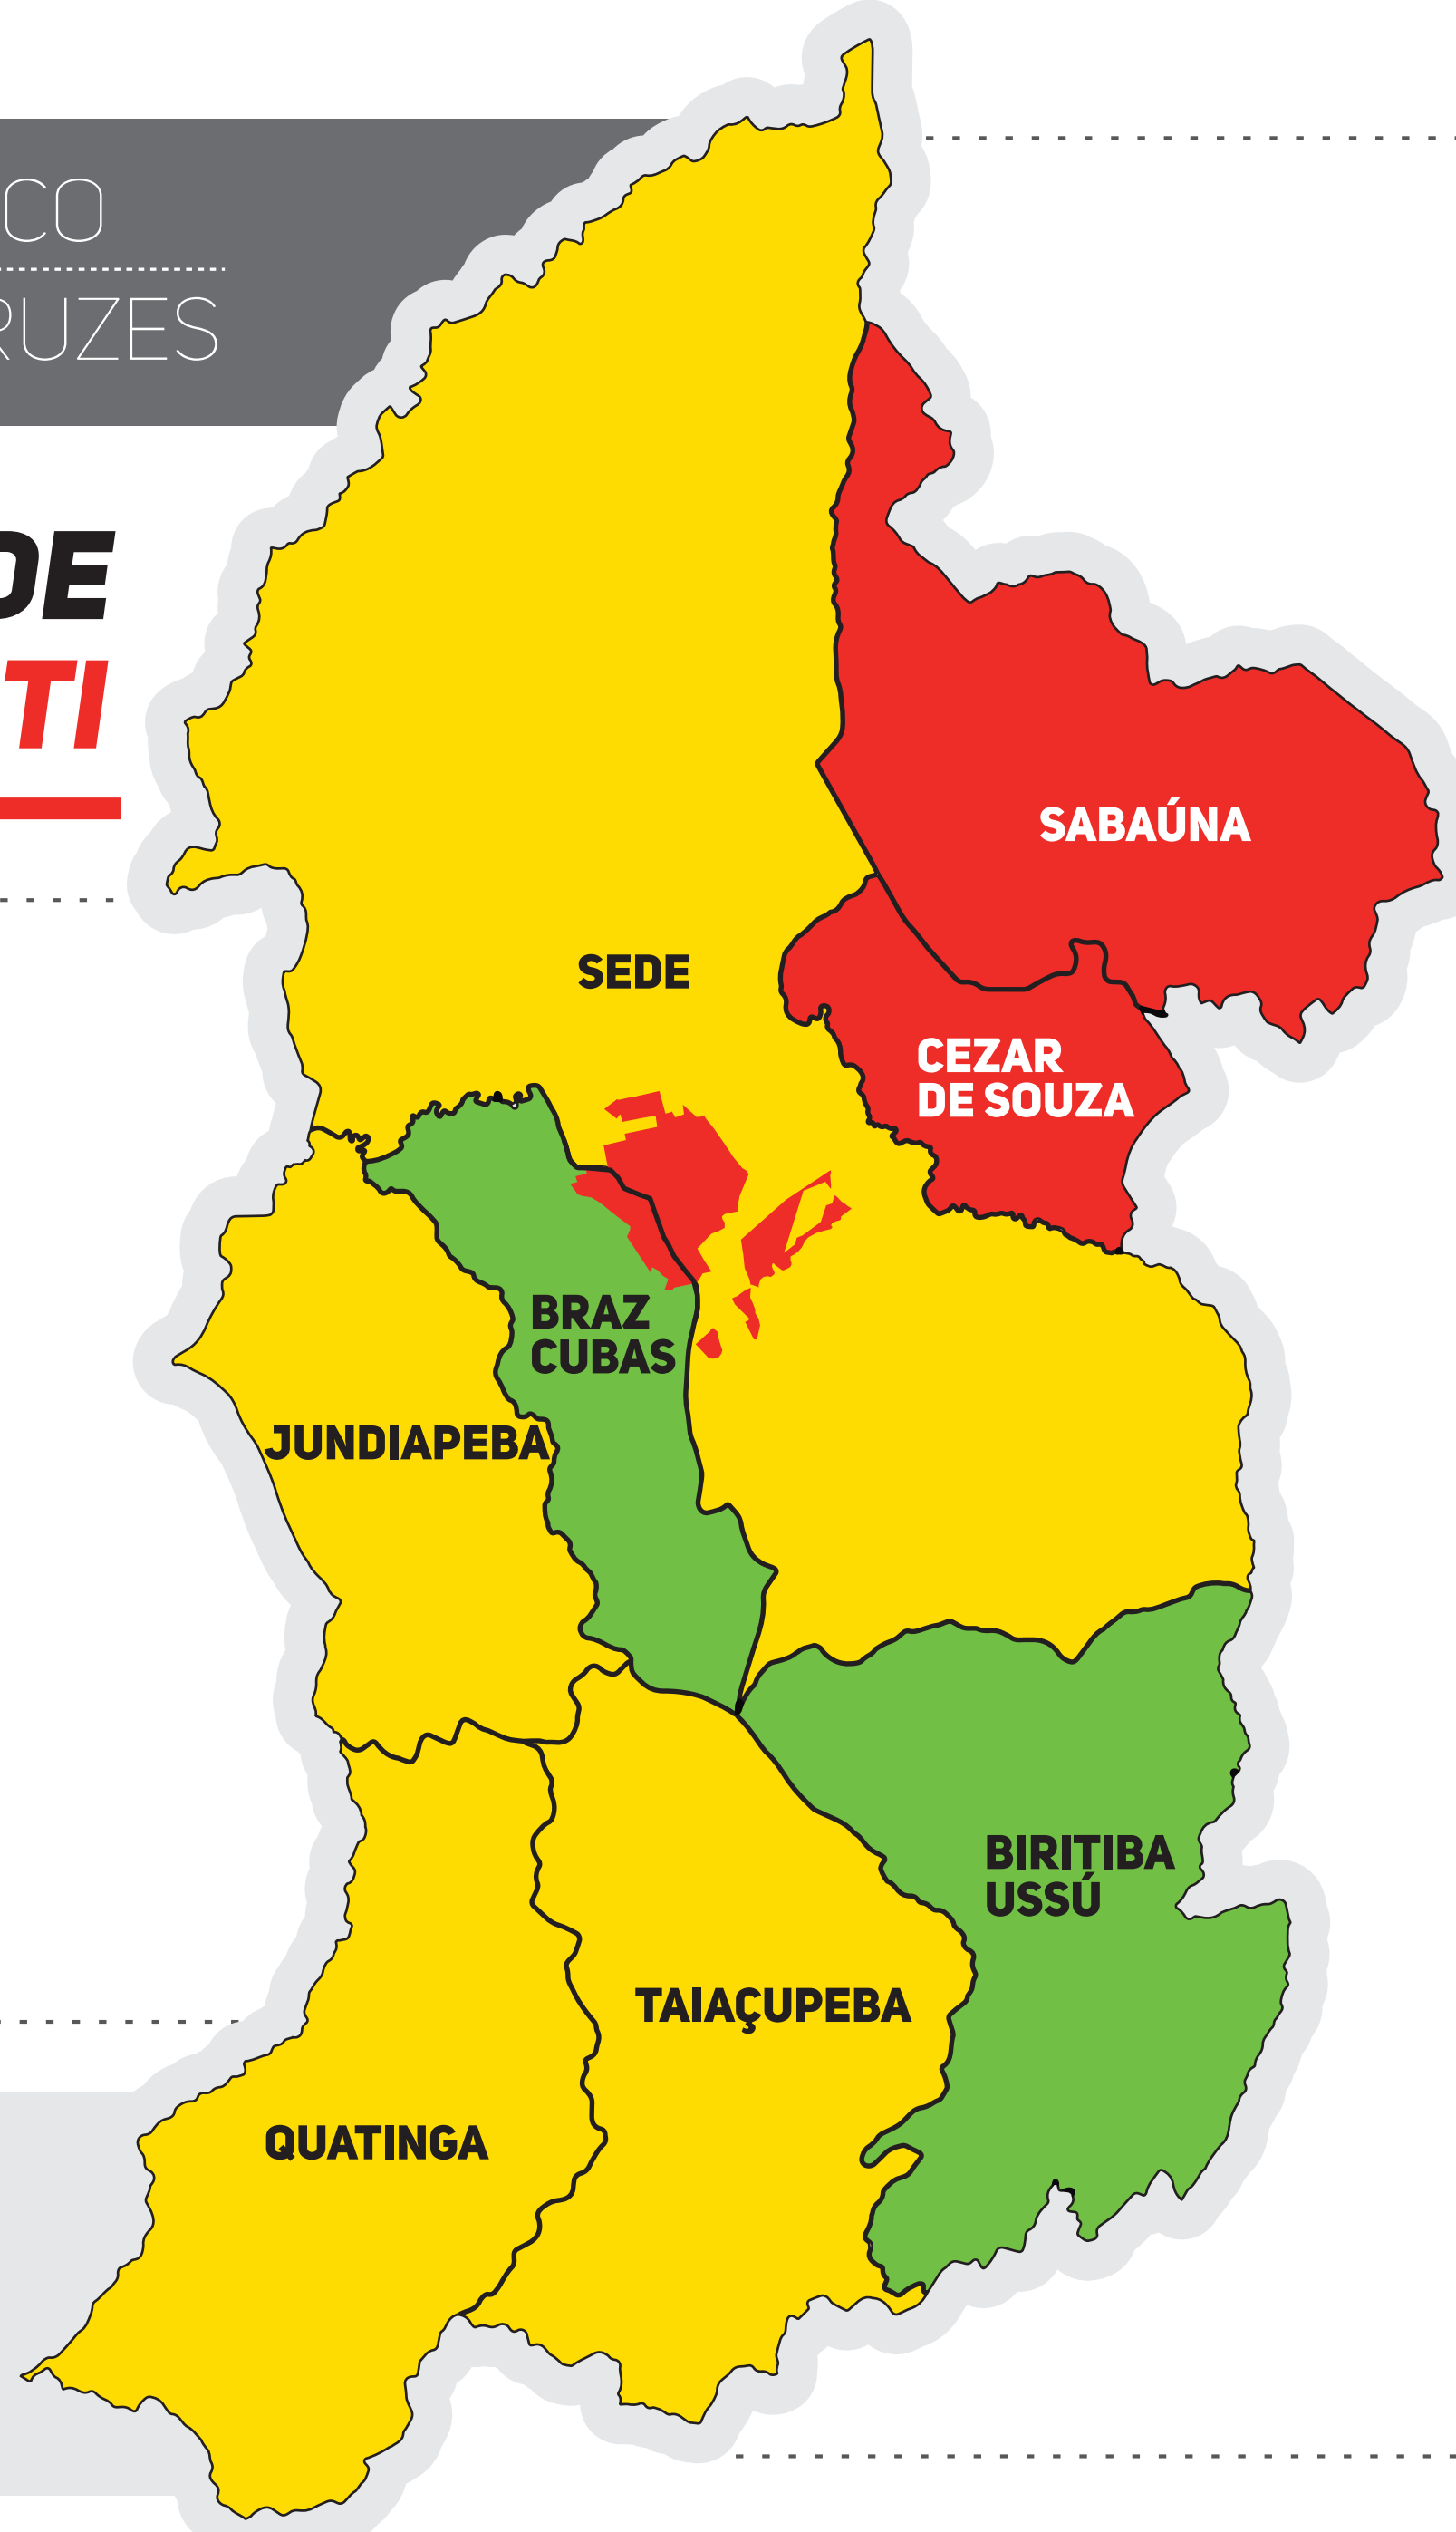 CO
RUZES
DE
TI
SABAÚNA
SEDE
CEZAR
DE SOUZA
BRAZ
CUBAS
JUNDIAPEBA
BIRITIBA
USSÚ
TAIAÇUPEBA
QUATINGA